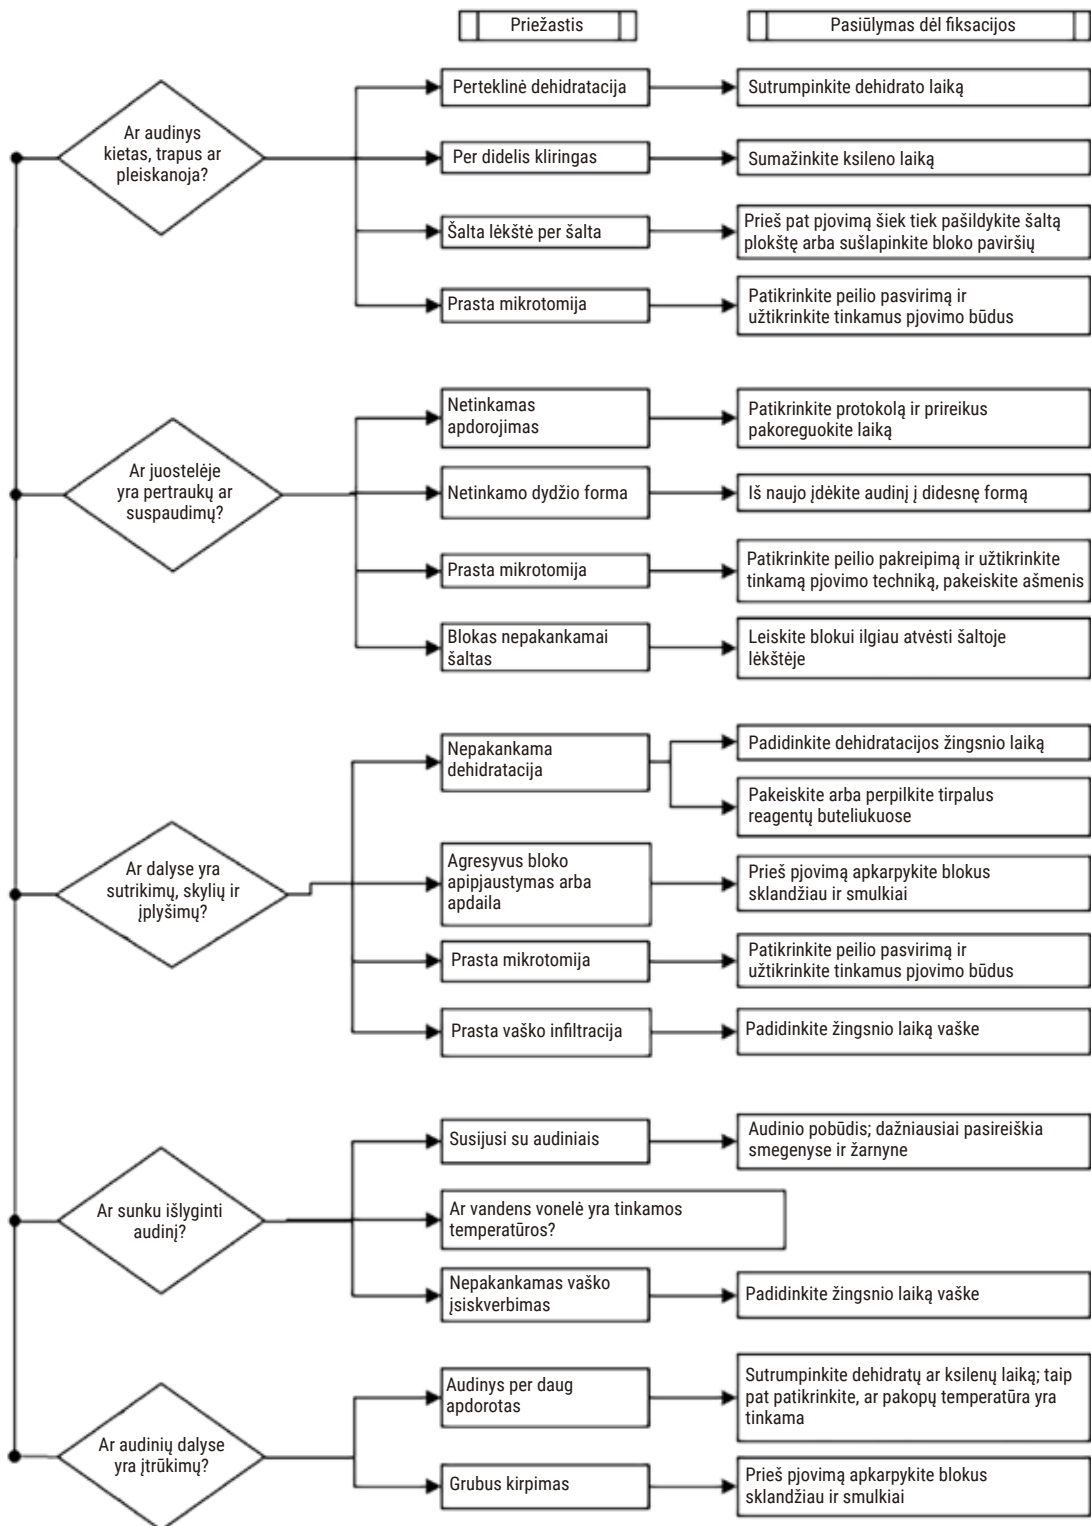 Priežastis
Pasiūlymas dėl fiksacijos
Ar audinys
kietas, trapus ar
pleiskanoja?
Perteklinė dehidratacija
Sutrumpinkite dehidrato laiką
Per didelis kliringas
Sumažinkite ksileno laiką
Šalta lėkštė per šalta
Prieš pat pjovimą šiek tiek pašildykite šaltą
plokštę arba sušlapinkite bloko paviršių
Prasta mikrotomija
Patikrinkite peilio pasvirimą ir
užtikrinkite tinkamus pjovimo būdus
Ar juostelėje
yra pertraukų ar
suspaudimų?
Netinkamas
apdorojimas
Patikrinkite protokolą ir prireikus
pakoreguokite laiką
Netinkamo dydžio forma
Iš naujo įdėkite audinį į didesnę formą
Prasta mikrotomija
Patikrinkite peilio pakreipimą ir užtikrinkite
tinkamą pjovimo techniką, pakeiskite ašmenis
Blokas nepakankamai
šaltas
Leiskite blokui ilgiau atvėsti šaltoje
lėkštėje
Ar dalyse yra
sutrikimų, skylių ir
įplyšimų?
Nepakankama
dehidratacija
Padidinkite dehidratacijos žingsnio laiką
Pakeiskite arba perpilkite tirpalus
reagentų buteliukuose
Agresyvus bloko
apipjaustymas arba
apdaila
Prieš pjovimą apkarpykite blokus
sklandžiau ir smulkiai
Prasta mikrotomija
Patikrinkite peilio pasvirimą ir
užtikrinkite tinkamus pjovimo būdus
Prasta vaško infiltracija
Padidinkite žingsnio laiką vaške
Ar sunku išlyginti
audinį?
Susijusi su audiniais
Audinio pobūdis; dažniausiai pasireiškia
smegenyse ir žarnyne
Ar vandens vonelė yra tinkamos
temperatūros?
Nepakankamas vaško
įsiskverbimas
Padidinkite žingsnio laiką vaške
Ar audinių dalyse
yra įtrūkimų?
Audinys per daug
apdorotas
Sutrumpinkite dehidratų ar ksilenų laiką; taip
pat patikrinkite, ar pakopų temperatūra yra
tinkama
Grubus kirpimas
Prieš pjovimą apkarpykite blokus
sklandžiau ir smulkiai